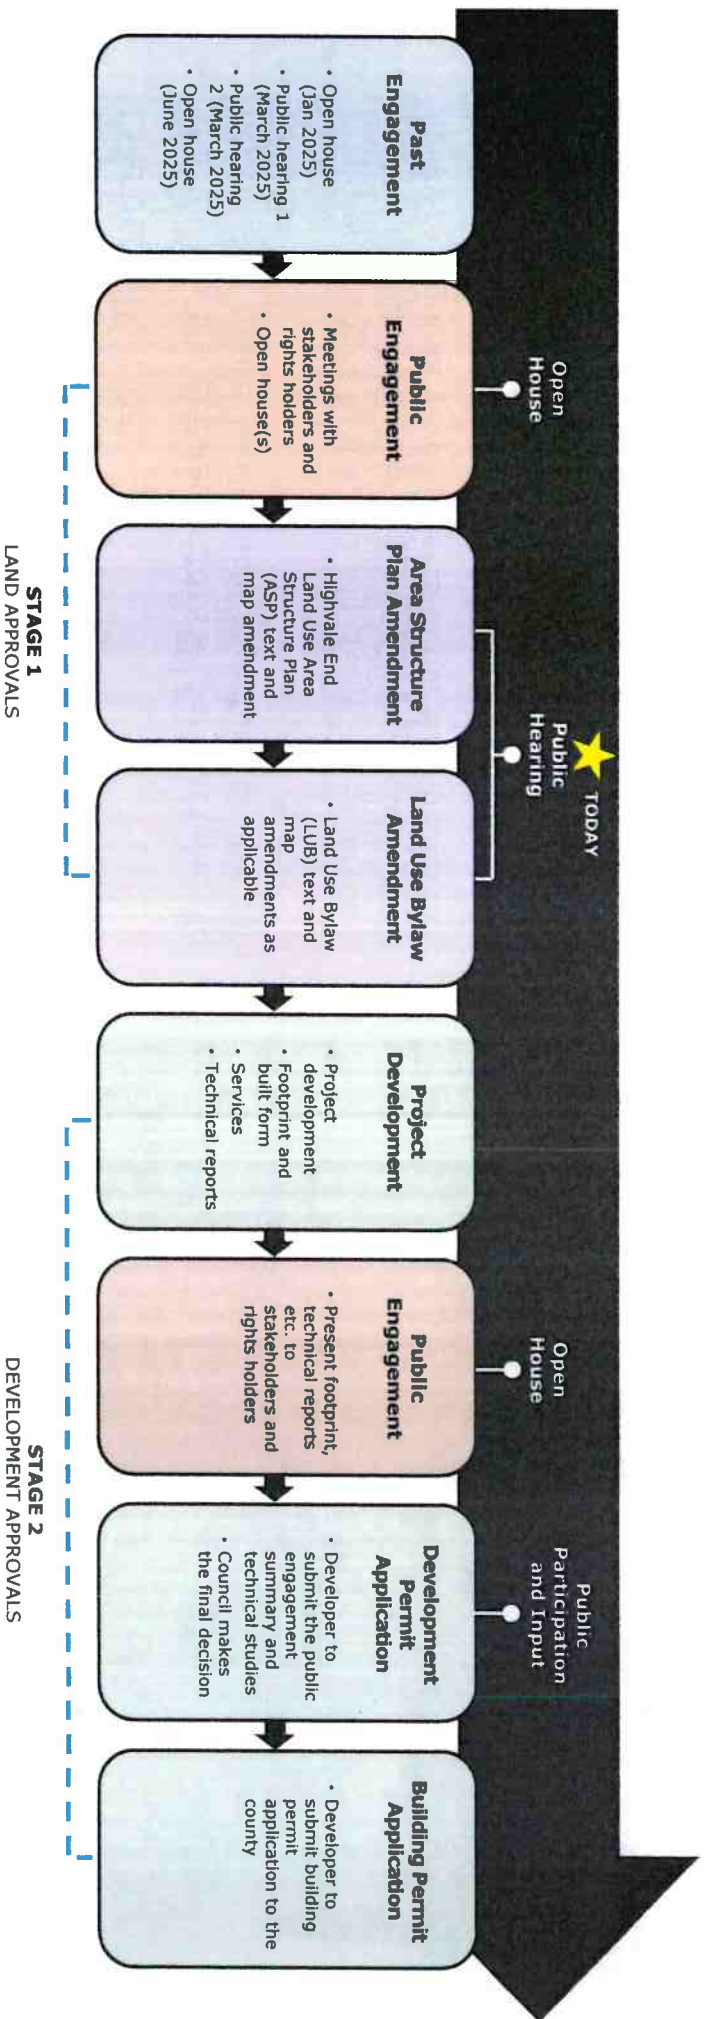 TODAY
Open
House
Public
Hearing
Open
House
Public
Participation
and Input
Past
Engagement
• Open house
(Jan 2025)
• Public hearing 1
(March 2025)
• Public hearing
2 (March 2025)
• Open house
(June 2025)
Public
Engagement
• Meetings with
stakeholders and
rights holders
• Open house(s)
Area Structure
Plan Amendment
• Highvale End
Land Use Area
Structure Plan
(ASP) text and
map amendment
Land Use Bylaw
Amendment
• Land Use Bylaw
(LUB) text and
map
amendments as
applicable
Project
Development
• Project
development
• Footprint and
built form
• Services
• Technical reports
Public
Engagement
• Present footprint,
technical reports
etc. to
stakeholders and
rights holders
Development
Permit
Application
• Developer to
submit the public
engagement
summary and
technical studies
• Council makes
the final decision
Building Permit
Application
• Developer to
submit building
permit
application to the
county
STAGE 1
LAND APPROVALS
STAGE 2
DEVELOPMENT APPROVALS